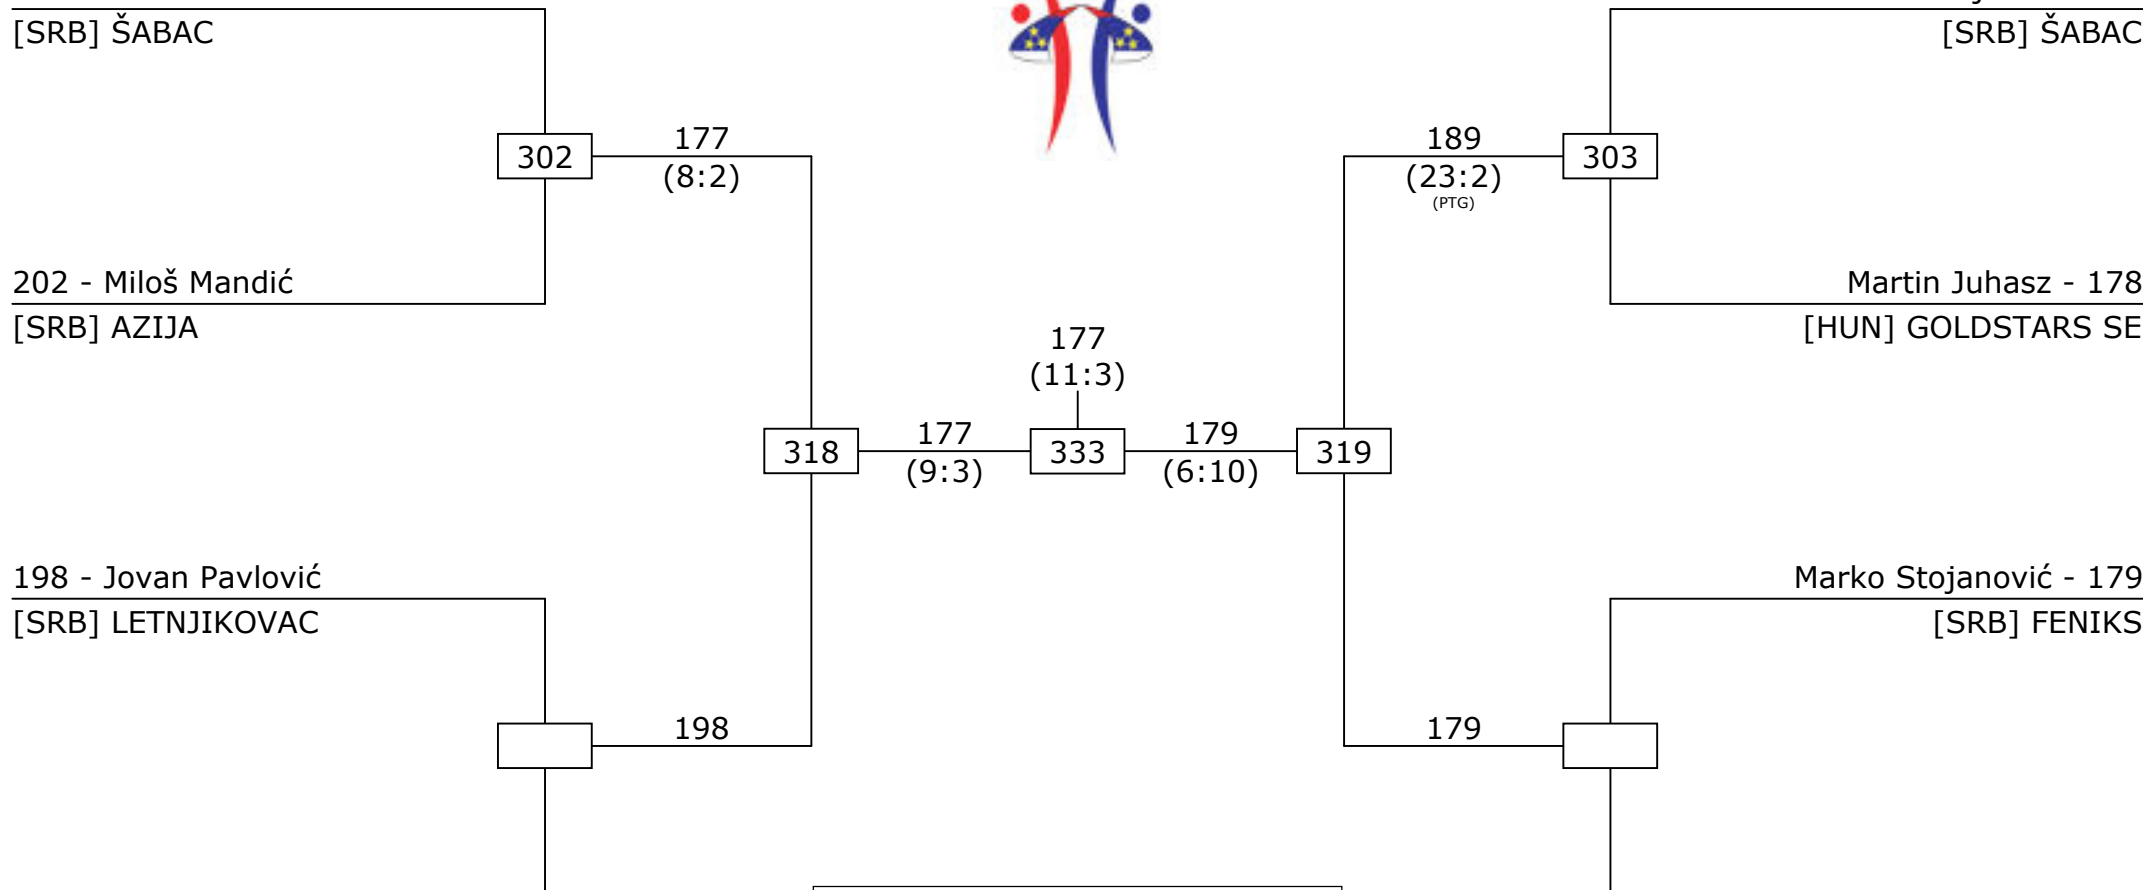 [SRB] ŠABAC
[SRB] ŠABAC
177
189
302
303
(8:2)
(23:2)
(PTG)
202 - Miloš Mandić
Martin Juhasz - 178
[SRB] AZIJA
[HUN] GOLDSTARS SE
177
(11:3)
177
179
318
333
319
(9:3)
(6:10)
198 - Jovan Pavlović
Marko Stojanović - 179
[SRB] LETNJIKOVAC
[SRB] FENIKS
198
179